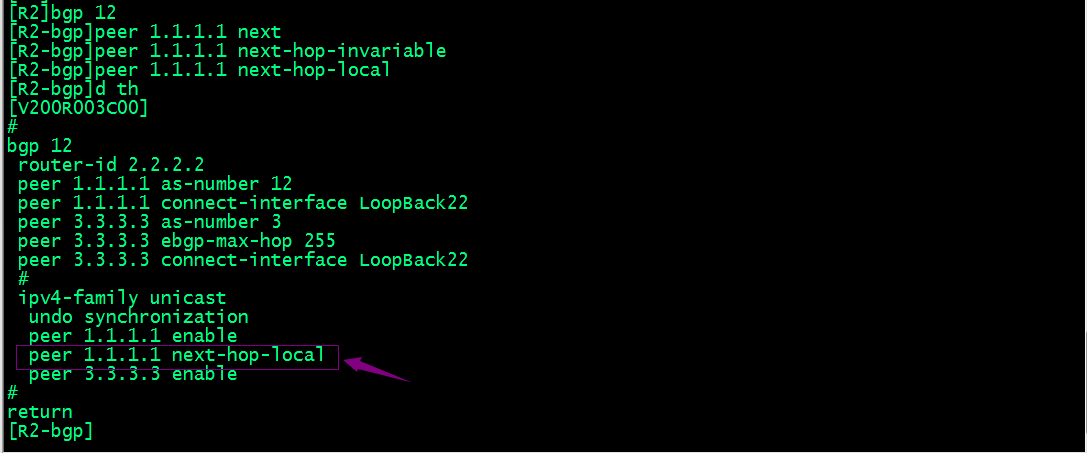 [R2]bgp 12
[R2-bgp]peer 1.1.1.1 next
[R2-bgp]peer 1.1.1.1 next-hop-invariable
[R2-bgp]peer 1.1.1.1 next-hop-local
[R2-bgp]d th
[V200R003C00]
#
bgp 12
 router-id 2.2.2.2
 peer 1.1.1.1 as-number 12
 peer 1.1.1.1 connect-interface LoopBack22
 peer 3.3.3.3 as-number 3
 peer 3.3.3.3 ebgp-max-hop 255
 peer 3.3.3.3 connect-interface LoopBack22
 #
 ipv4-family unicast
  undo synchronization
  peer 1.1.1.1 enable
  peer 1.1.1.1 next-hop-local
  peer 3.3.3.3 enable
#
return
[R2-bgp]